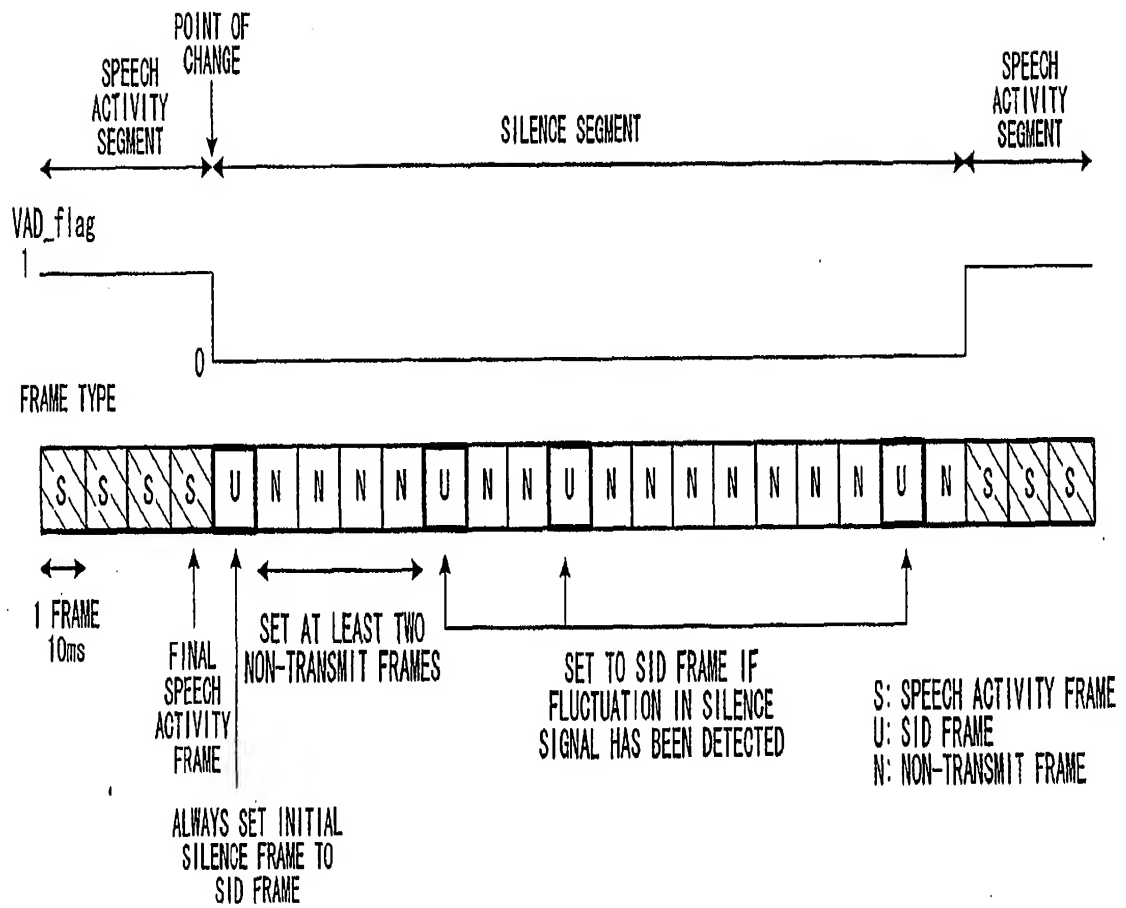 POINT OF
CHANGE
SPEECH
ACTIVITY
SEGMENT
SILENCE SEGMENT
SPEECH
ACTIVITY
SEGMENT
VAD_flag
1
0
FRAME TYPE
S S S S U N N N N U N N U N N N N N N N U N S S S
1 FRAME
10ms
FINAL
SPEECH
ACTIVITY
FRAME
SET AT LEAST TWO
NON-TRANSMIT FRAMES
SET TO SID FRAME IF
FLUCTUATION IN SILENCE
SIGNAL HAS BEEN DETECTED
S: SPEECH ACTIVITY FRAME
U: SID FRAME
N: NON-TRANSMIT FRAME
ALWAYS SET INITIAL
SILENCE FRAME TO
SID FRAME